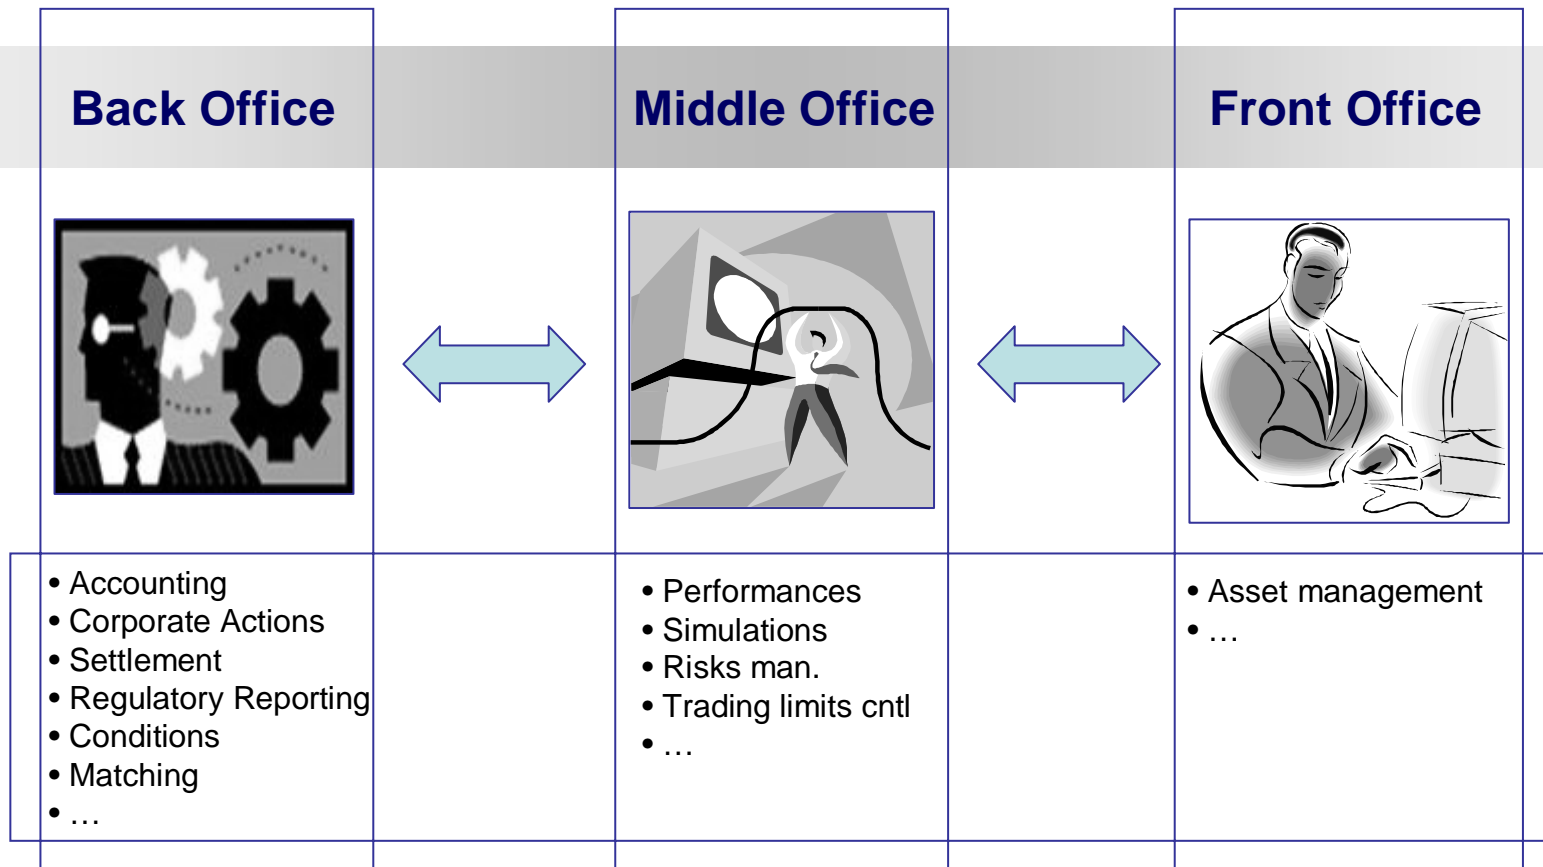 Back Office
Middle Office
Front Office
• Accounting
• Corporate Actions
• Settlement
• Regulatory Reporting
• Conditions
• Matching
• …
• Performances
• Simulations
• Risks man.
• Trading limits cntl
• …
• Asset management
• …